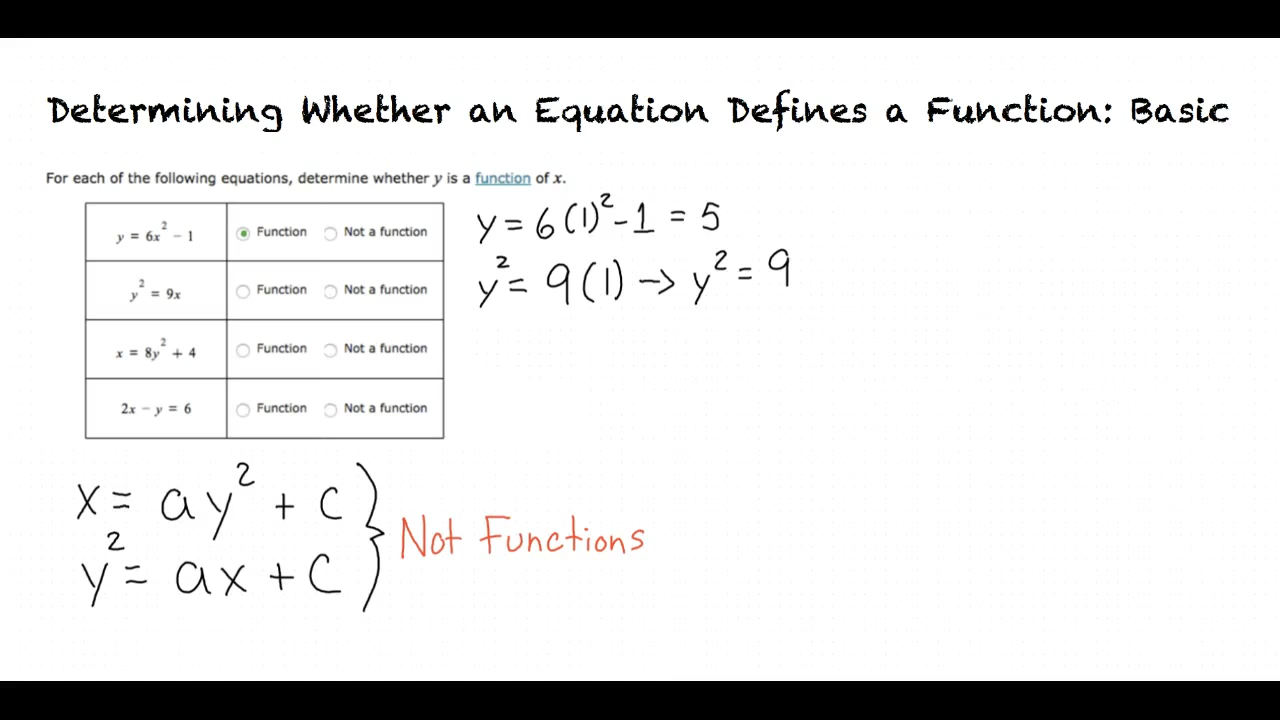 Determining Whether an Equation Defines a Function: Basic
For each of the following equations, determine whether y is a function of x.
y = 6x² − 1 Function Not a function
y² = 9x Function Not a function
x = 8y² + 4 Function Not a function
2x − y = 6 Function Not a function
y = 6(1)² - 1 = 5
y² = 9(1) → y² = 9
x = ay² + c
y² = ax + c
Not Functions